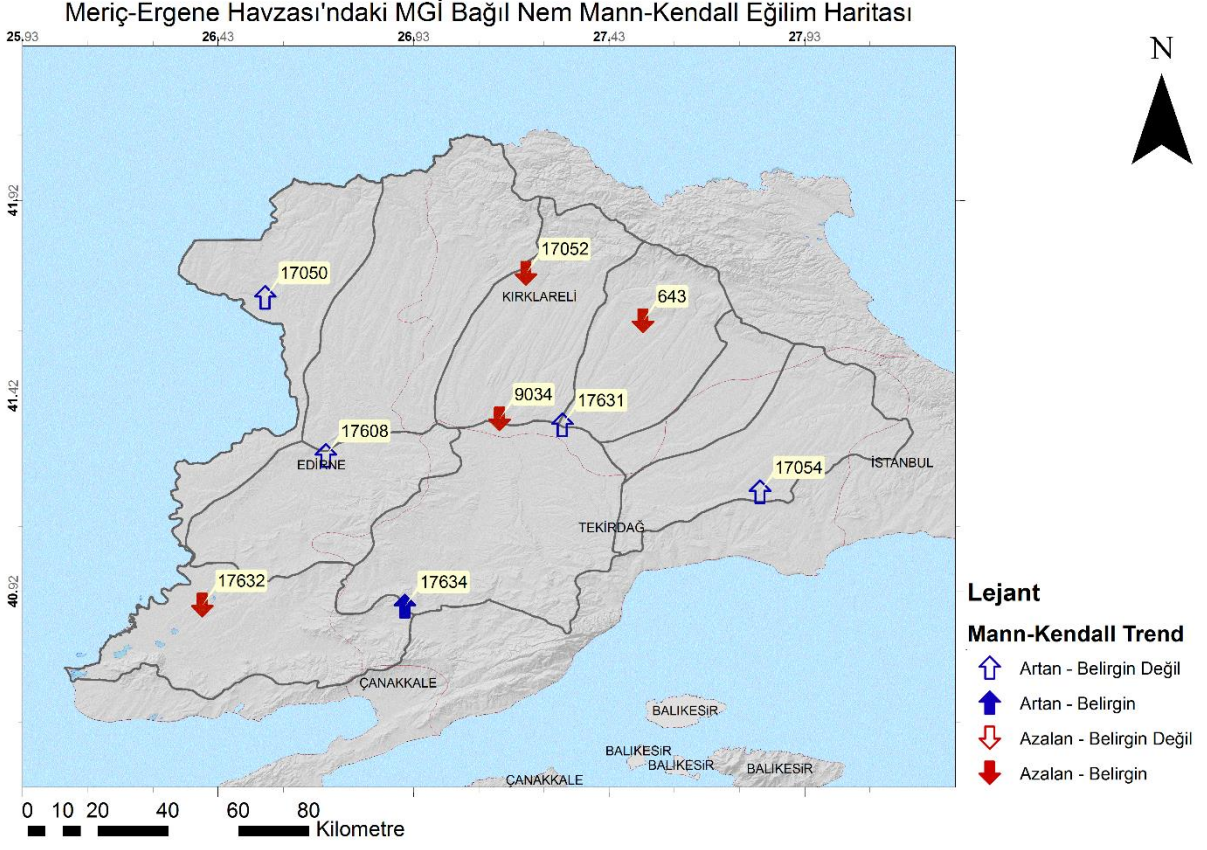 Meriç-Ergene Havzası'ndaki MGİ Bağıl Nem Mann-Kendall Eğilim Haritası
25,93 26,43 26,93 27,43 27,93
N
41,92
17052
17050
KIRKLARELİ
643
41,42
9034
17631
17608
EDİRNE
İSTANBUL
17054
TEKİRDAĞ
40,92
17632
17634
ÇANAKKALE
BALIKESİR
BALIKESİR
BALIKESİR
BALIKESİR
ÇANAKKALE
Lejant
Mann-Kendall Trend
Artan - Belirgin Değil
Artan - Belirgin
Azalan - Belirgin Değil
Azalan - Belirgin
0 10 20 40 60 80
Kilometre